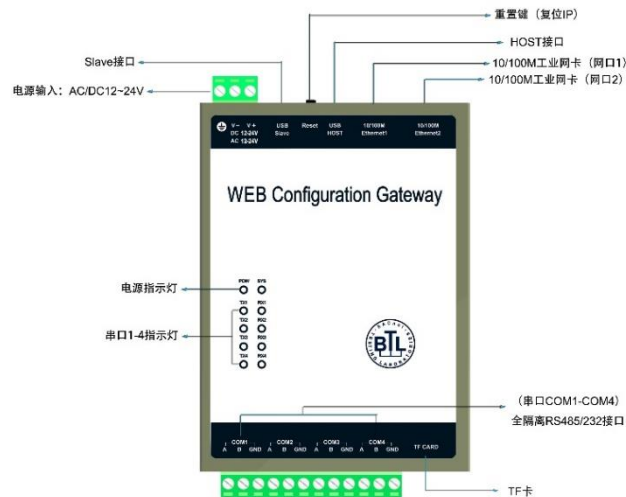 重置键（复位IP）
HOST接口
Slave接口
10/100M工业网卡（网口1）
10/100M工业网卡（网口2）
电源输入：AC/DC12~24V
V- V+
DC 12-24V
AC 12-24V
USB
Slave
Reset
USB
HOST
10/100M
Ethernet1
10/100M
Ethernet2
WEB Configuration Gateway
电源指示灯
POW SYS
TX1 RX1
TX2 RX2
TX3 RX3
TX4 RX4
串口1-4指示灯
BTL
（串口COM1-COM4）
全隔离RS485/232接口
COM1 COM2 COM3 COM4
A B GND A B GND A B GND A B GND
TF CARD
TF卡